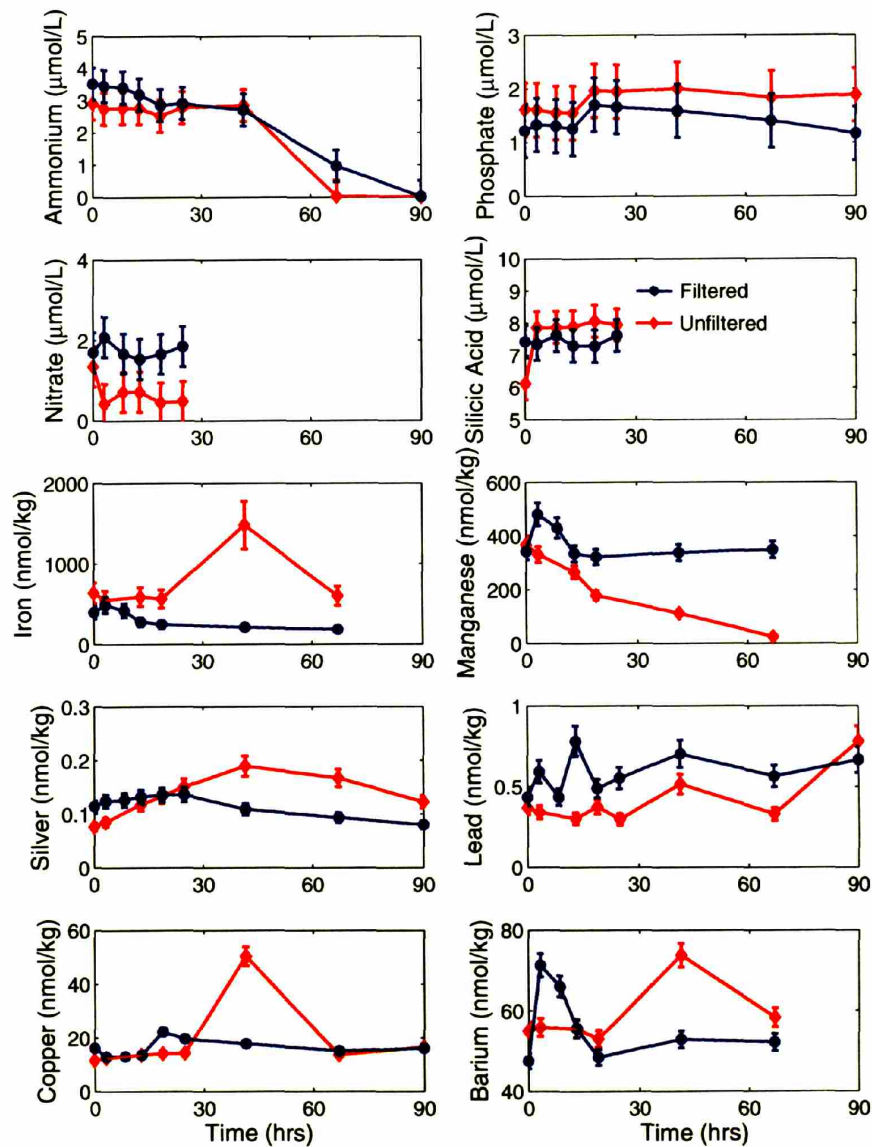 Ammonium (µmol/L)
5
4
3
2
1
0
0 30 60 90
Phosphate (µmol/L)
3
2
1
0
0 30 60 90
Nitrate (µmol/L)
4
2
0
0 30 60 90
Silicic Acid (µmol/L)
10
9
8
7
6
5
0 30 60 90
Filtered
Unfiltered
Iron (nmol/kg)
2000
1000
0
0 30 60 90
Manganese (nmol/kg)
600
400
200
0
0 30 60 90
Silver (nmol/kg)
0.3
0.2
0.1
0
0 30 60 90
Lead (nmol/kg)
1
0.5
0
0 30 60 90
Copper (nmol/kg)
60
40
20
0
0 30 60 90
Time (hrs)
Barium (nmol/kg)
80
60
40
0 30 60 90
Time (hrs)